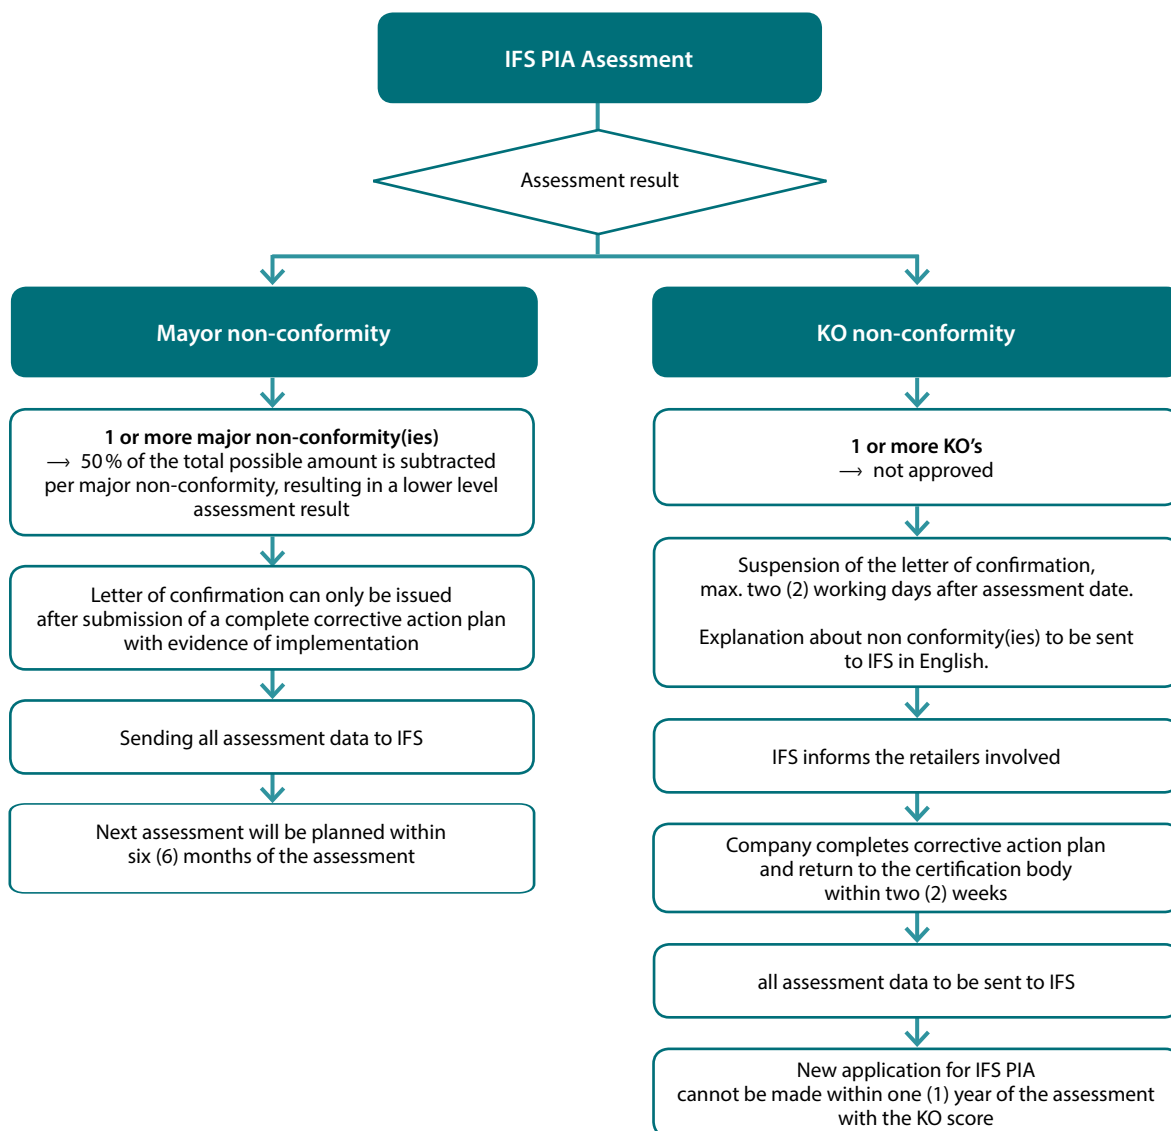 IFS PIA Asessment
Assessment result
Mayor non-conformity
1 or more major non-conformity(ies)
→ 50 % of the total possible amount is subtracted
per major non-conformity, resulting in a lower level
assessment result
Letter of confirmation can only be issued
after submission of a complete corrective action plan
with evidence of implementation
Sending all assessment data to IFS
Next assessment will be planned within
six (6) months of the assessment
KO non-conformity
1 or more KO's
→ not approved
Suspension of the letter of confirmation,
max. two (2) working days after assessment date.
Explanation about non conformity(ies) to be sent
to IFS in English.
IFS informs the retailers involved
Company completes corrective action plan
and return to the certification body
within two (2) weeks
all assessment data to be sent to IFS
New application for IFS PIA
cannot be made within one (1) year of the assessment
with the KO score